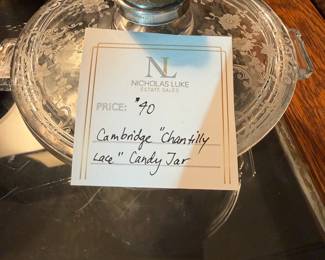 NL
NICHOLAS LUKE
ESTATE SALES
PRICE: $40
Cambridge "Chantilly
Lace" Candy Jar